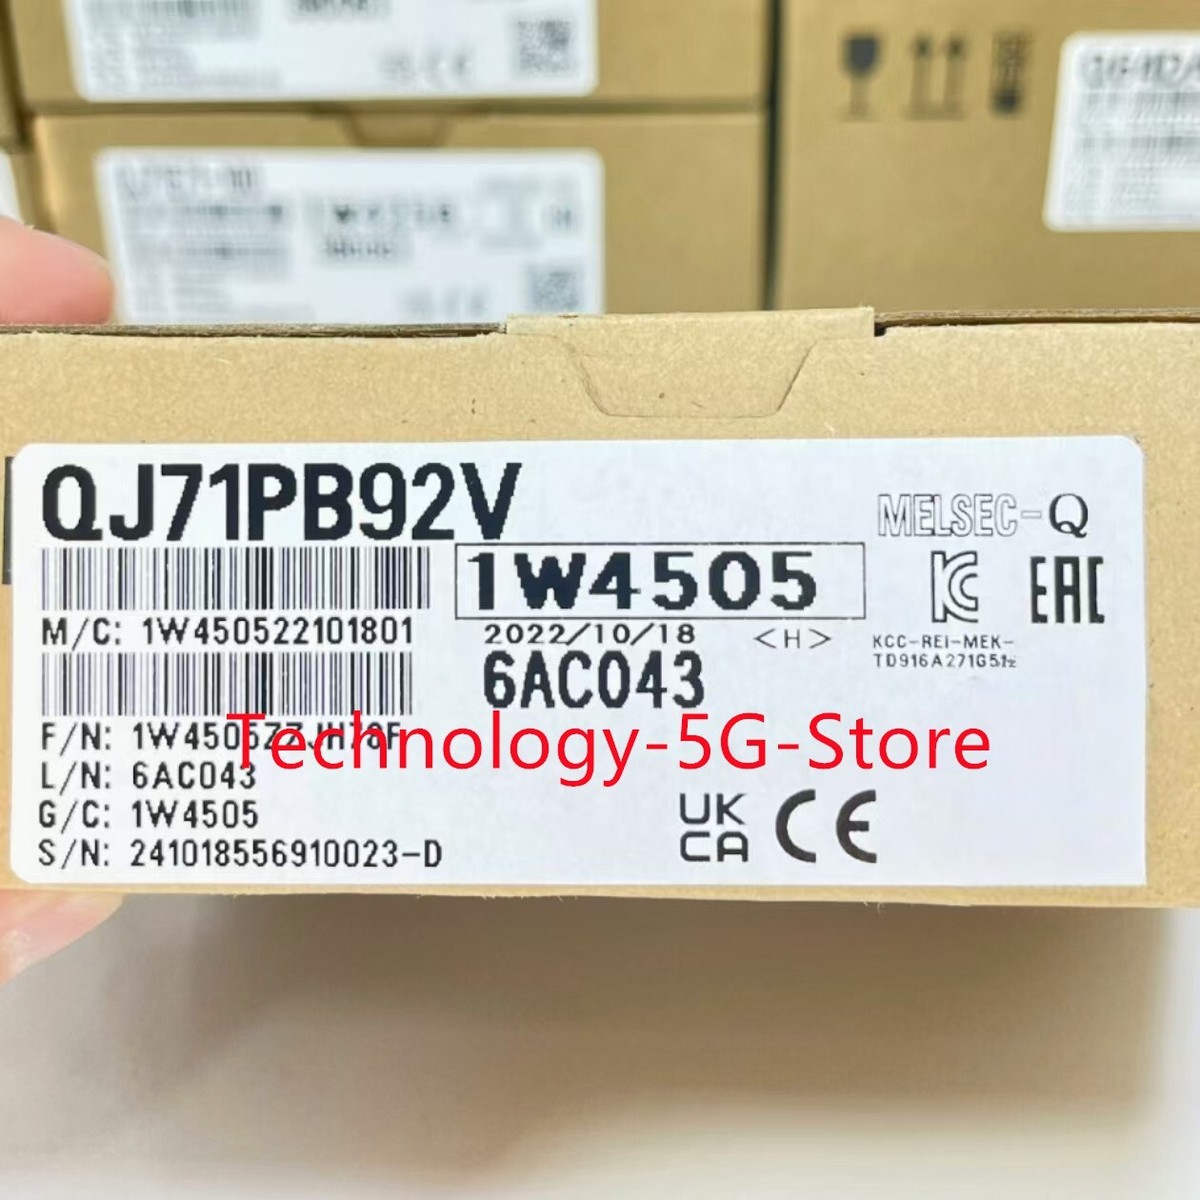 QJ71PB92V
MELSEC-Q
1W4505
M/C: 1W450522101801
2022/10/18 <H>
KCC-REI-MEK-
TD916A271G51
6AC043
EAC
F/N: 1W4505ZZJH78F
Technology-5G-Store
L/N: 6AC043
G/C: 1W4505
S/N: 241018556910023-D
UK
CA
CE